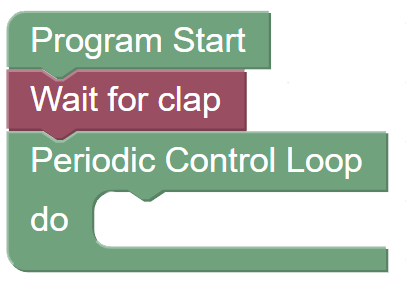 Program Start
Wait for clap
Periodic Control Loop
do